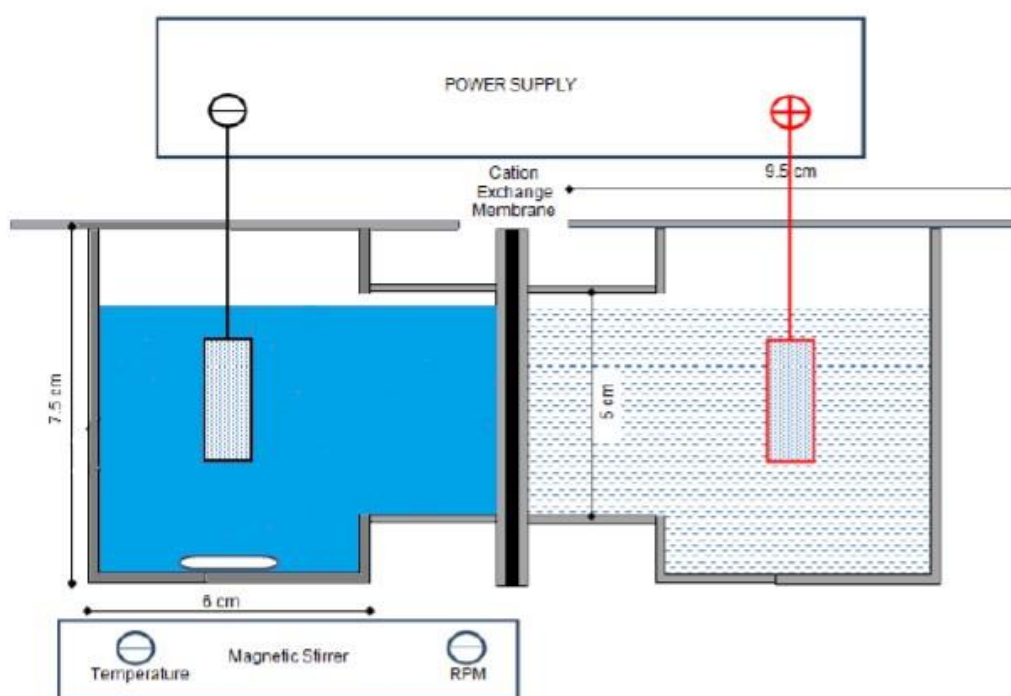 POWER SUPPLY
Cation
Exchange
Membrane
9.5 cm
7.5 cm
5 cm
6 cm
Magnetic Stirrer
Temperature
RPM